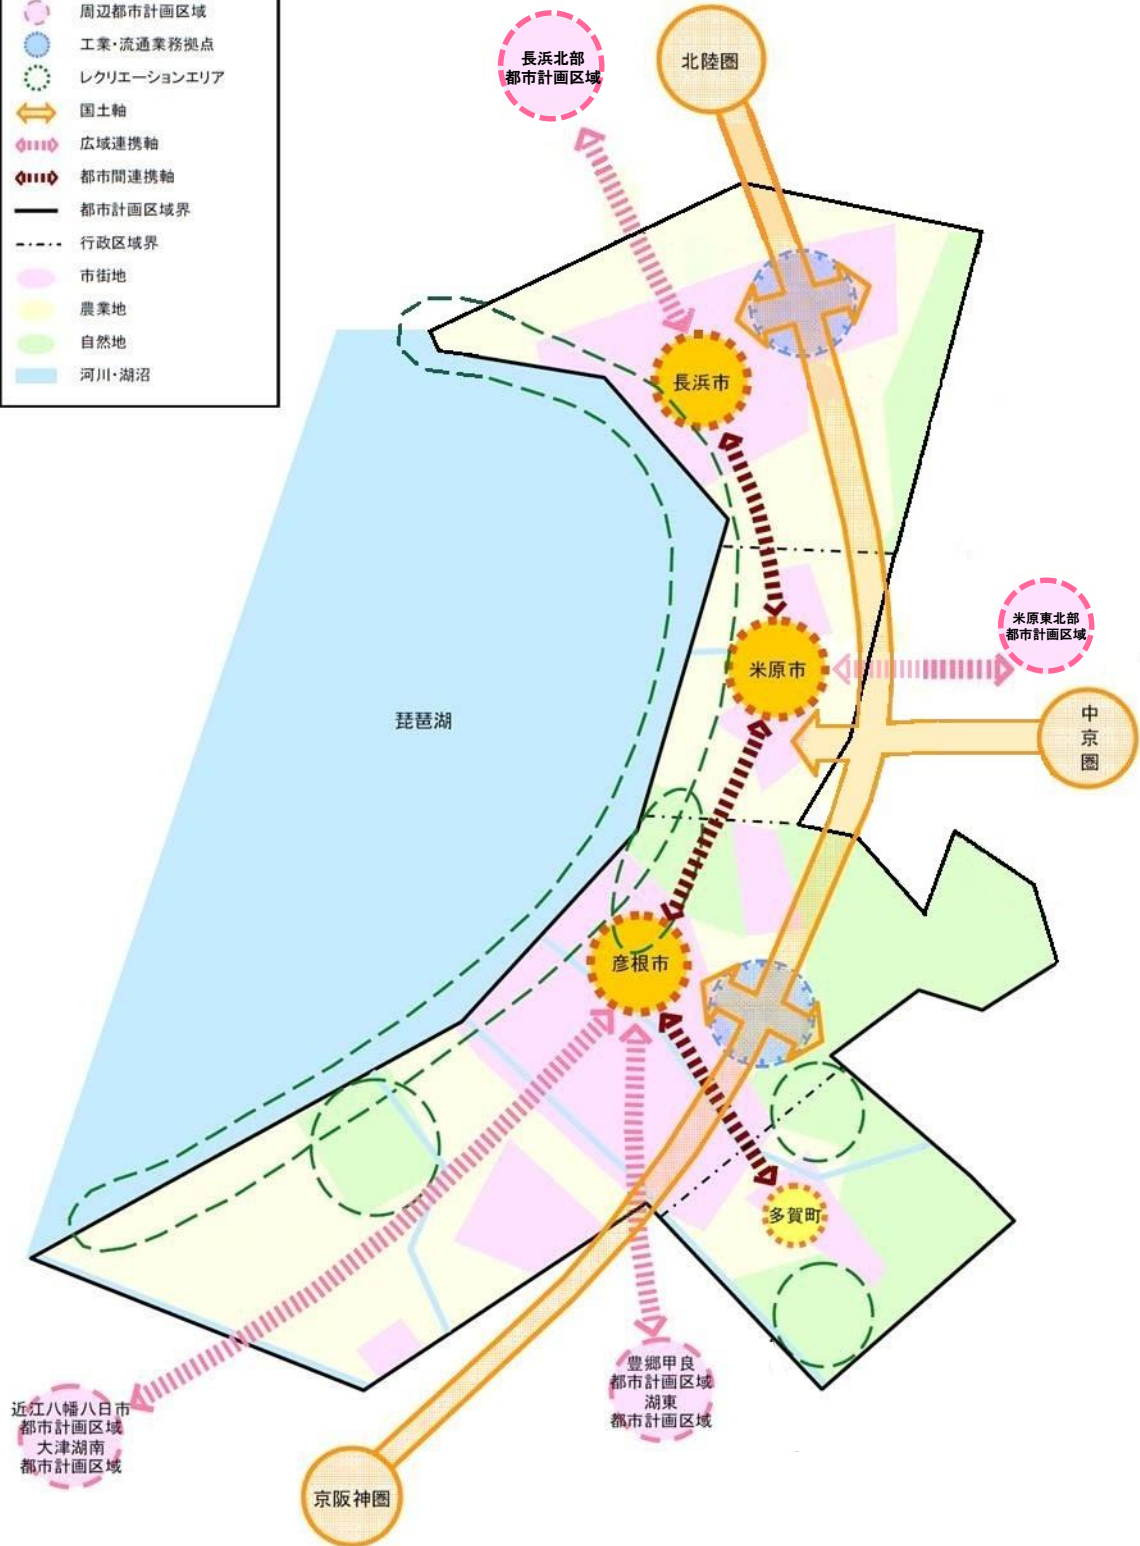 周辺都市計画区域
工業・流通業務拠点
レクリエーションエリア
国土軸
広域連携軸
都市間連携軸
都市計画区域界
行政区域界
市街地
農業地
自然地
河川・湖沼
長浜北部
都市計画区域
北陸圏
長浜市
米原東北部
都市計画区域
米原市
琵琶湖
中
京
圏
彦根市
多賀町
豊郷甲良
都市計画区域
湖東
都市計画区域
近江八幡八日市
都市計画区域
大津湖南
都市計画区域
京阪神圏